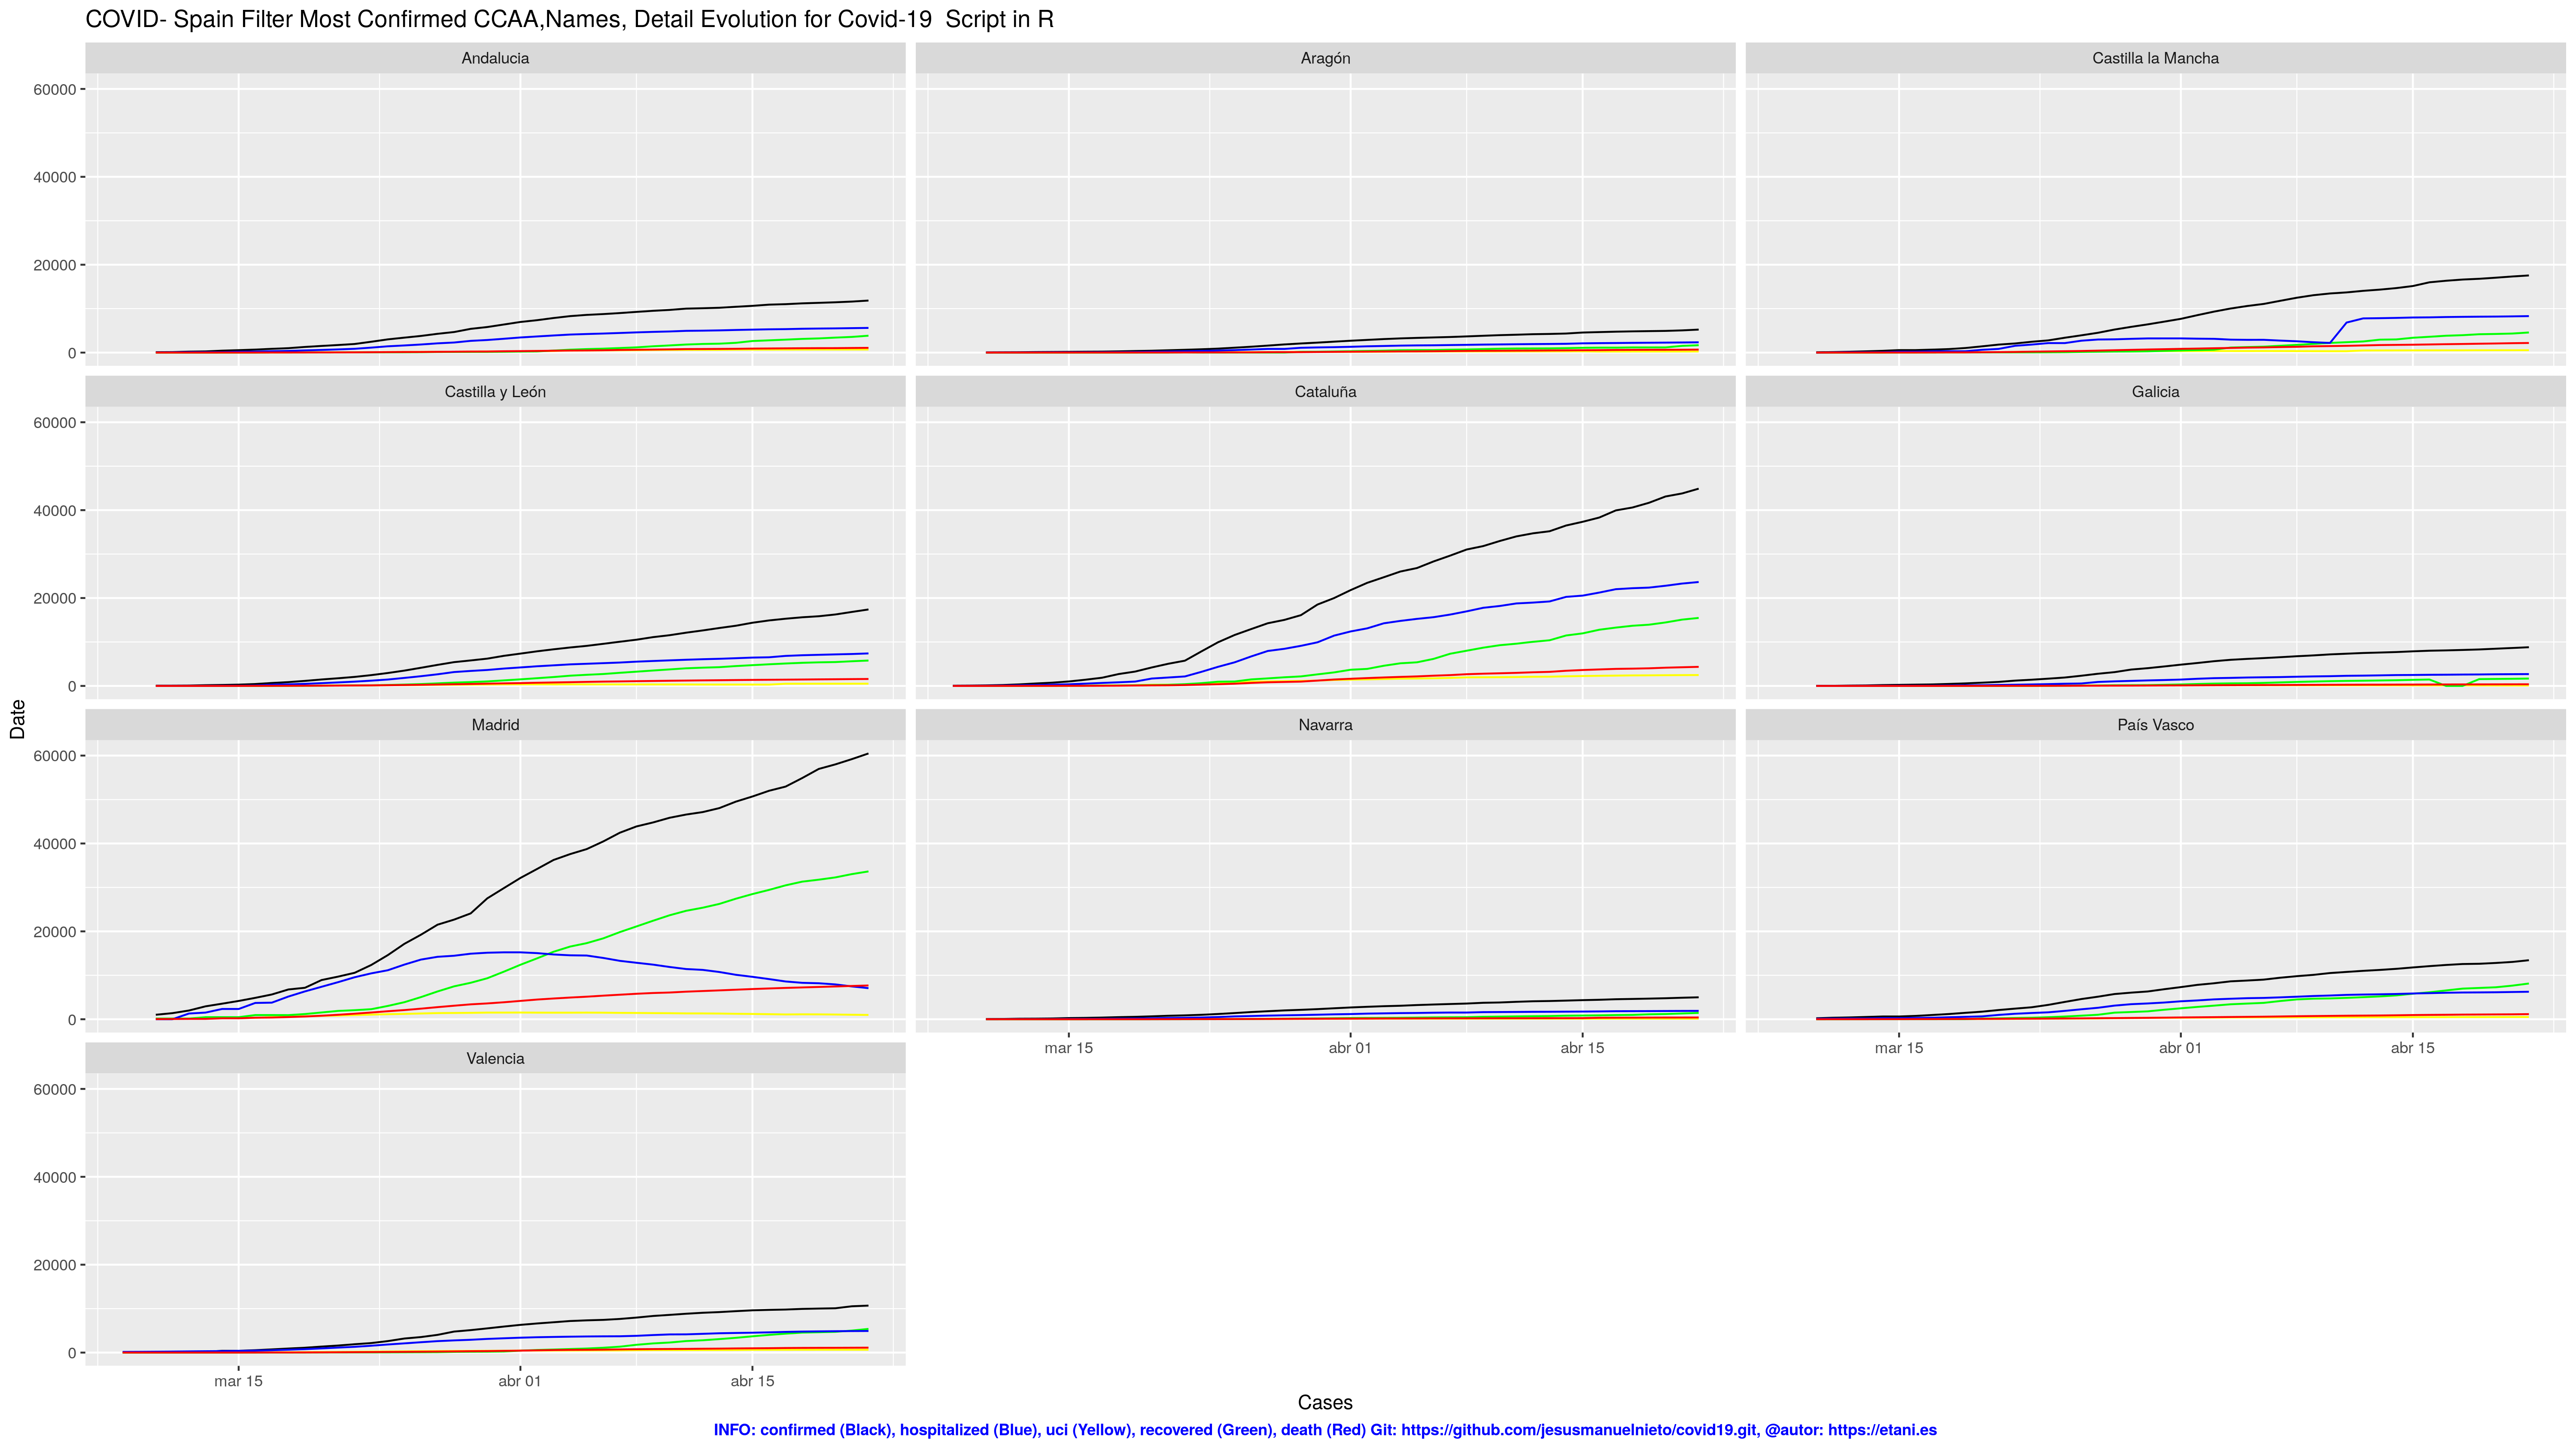 COVID- Spain Filter Most Confirmed CCAA,Names, Detail Evolution for Covid-19  Script in R
Andalucia
Aragón
Castilla la Mancha
60000
40000
20000
0
Castilla y León
Cataluña
Galicia
60000
40000
20000
0
Date
Madrid
Navarra
País Vasco
60000
40000
20000
0
mar 15
abr 01
abr 15
mar 15
abr 01
abr 15
Valencia
60000
40000
20000
0
mar 15
abr 01
abr 15
Cases
INFO: confirmed (Black), hospitalized (Blue), uci (Yellow), recovered (Green), death (Red) Git: https://github.com/jesusmanuelnieto/covid19.git, @autor: https://etani.es